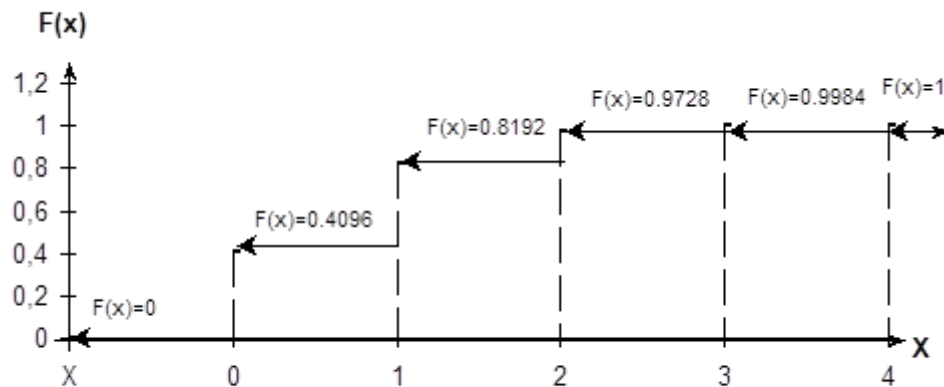 F(x)
1,2
F(x)=1
F(x)=0.9728
F(x)=0.9984
1
F(x)=0.8192
0,8
0,6
F(x)=0.4096
0,4
0,2
F(x)=0
0
X
X
0
1
2
3
4